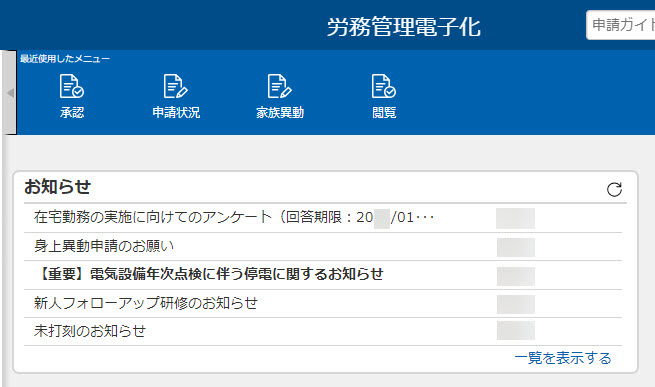 労務管理電子化
申請ガイド
最近使用したメニュー
承認
申請状況
家族異動
閲覧
お知らせ
在宅勤務の実施に向けてのアンケート（回答期限：20 /01･･･
身上異動申請のお願い
【重要】電気設備年次点検に伴う停電に関するお知らせ
新人フォローアップ研修のお知らせ
未打刻のお知らせ
一覧を表示する